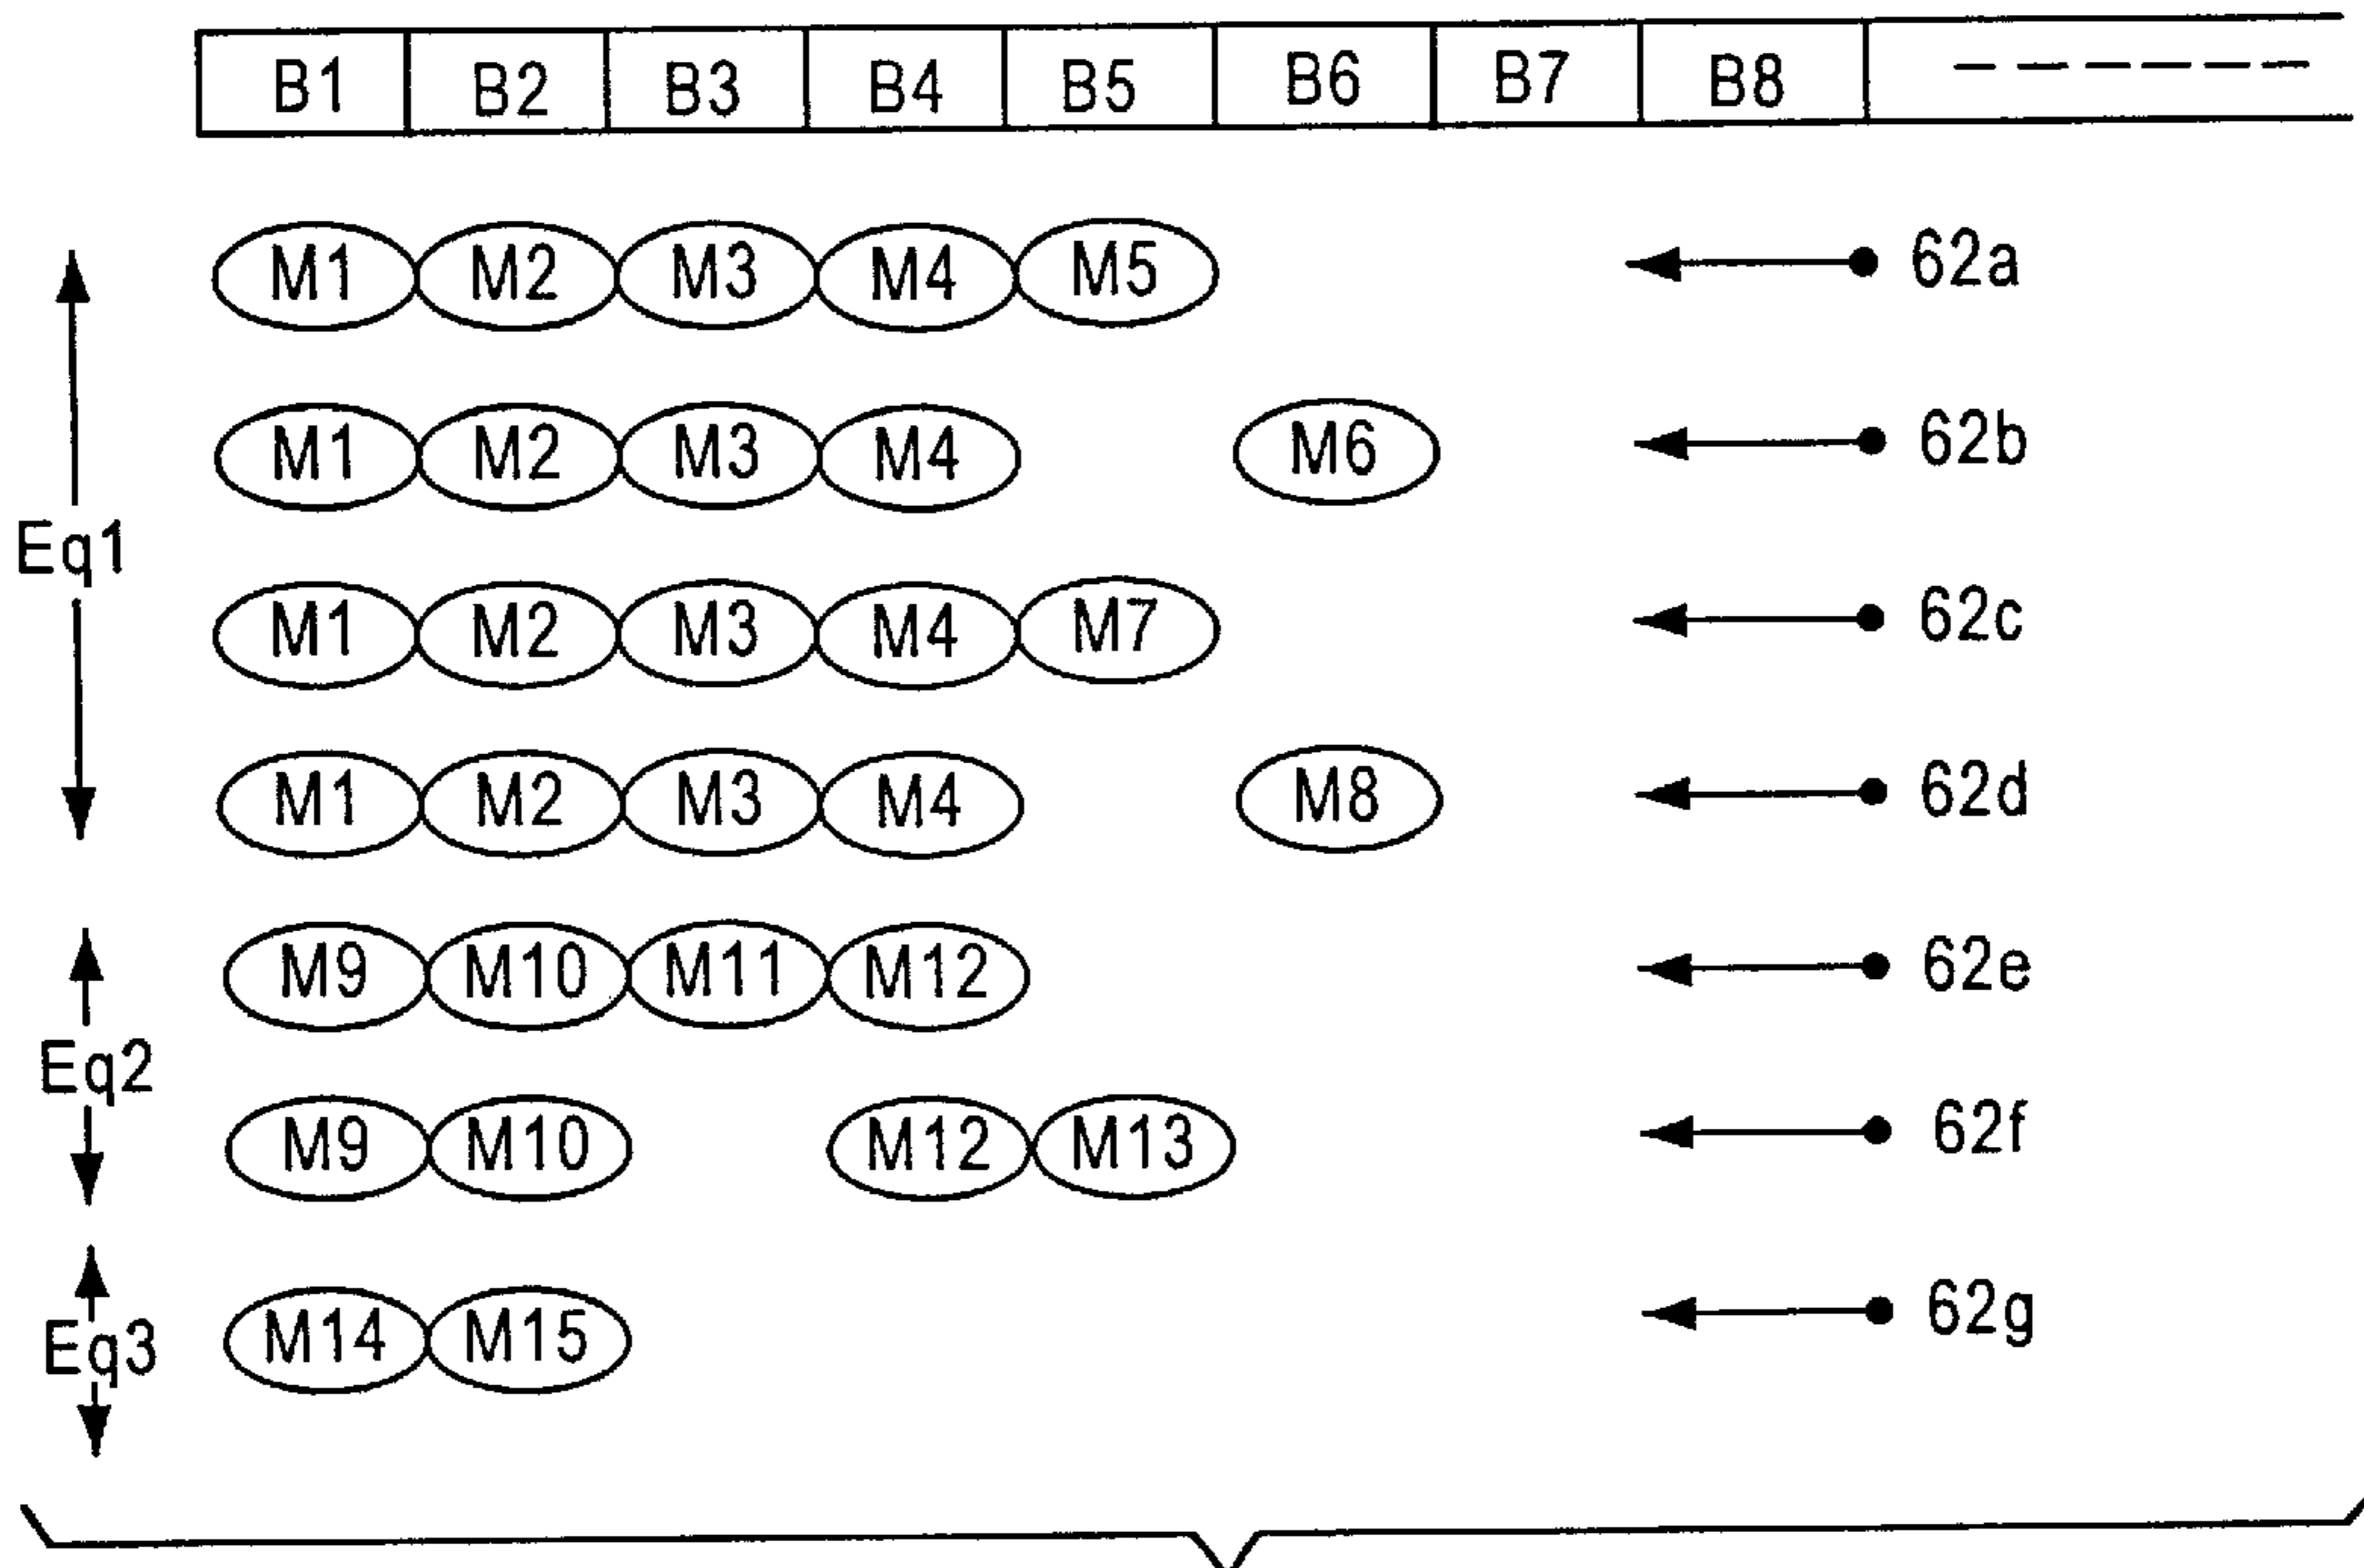 B1 B2 B3 B4 B5 B6 B7 B8
M1 M2 M3 M4 M5 62a
M1 M2 M3 M4 M6 62b
Eq1
M1 M2 M3 M4 M7 62c
M1 M2 M3 M4 M8 62d
M9 M10 M11 M12 62e
Eq2
M9 M10 M12 M13 62f
M14 M15 62g
Eq3